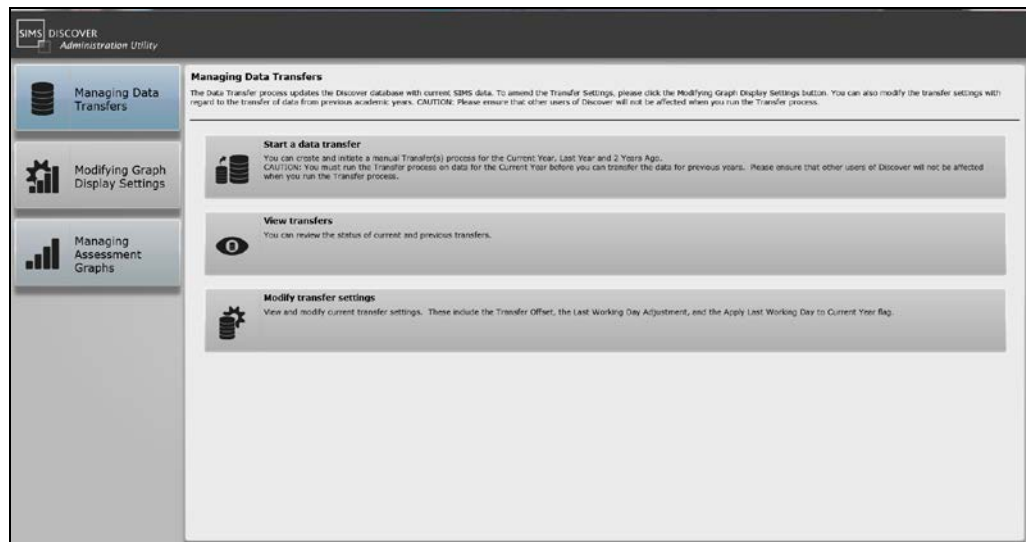 SIMS DISCOVER
Administration Utility
Managing Data
Transfers
Modifying Graph
Display Settings
Managing
Assessment
Graphs
Managing Data Transfers
The Data Transfer process updates the Discover database with current SIMS data. To amend the Transfer Settings, please click the Modifying Graph Display Settings button. You can also modify the transfer settings with
regard to the transfer of data from previous academic years. CAUTION: Please ensure that other users of Discover will not be affected when you run the Transfer process.
Start a data transfer
You can create and initiate a manual Transfer(s) process for the Current Year, Last Year and 2 Years Ago.
CAUTION: You must run the Transfer process on data for the Current Year before you can transfer the data for previous years. Please ensure that other users of Discover will not be affected
when you run the Transfer process.
View transfers
You can review the status of current and previous transfers.
Modify transfer settings
View and modify current transfer settings. These include the Transfer Offset, the Last Working Day Adjustment, and the Apply Last Working Day to Current Year flag.